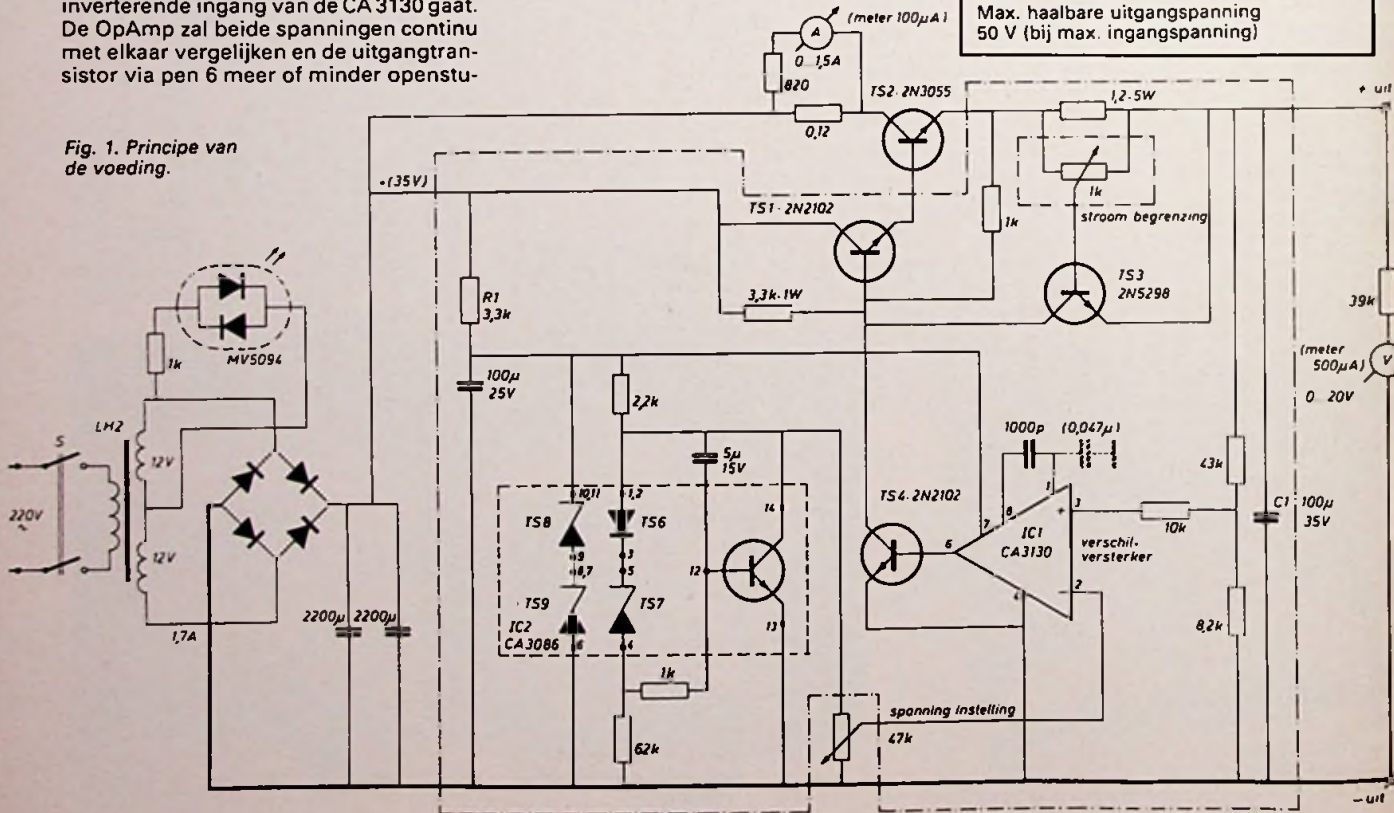 inverterende ingang van de CA 3130 gaat.
De OpAmp zal beide spanningen continu
met elkaar vergelijken en de uitgangtran-
sistor via pen 6 meer of minder openstu-
Max. haalbare uitgangspanning
50 V (bij max. ingangspanning)
Fig. 1. Principe van
de voeding.
(meter 100µA)
A
0...1,5A
820
0,12
TS2-2N3055
1,2-5W
+ uit
+(35V)
1k
stroom begrenzing
TS1-2N2102
1k
TS3
2N5298
R1
3,3k
3,3k-1W
39k
(meter
500µA)
V
0...20V
MV5094
1k
100µ
25V
2,2k
LH2
S
12V
220V
~
12V
1,7A
2200µ
2200µ
5µ
15V
1000p
(0,047µ)
TS4-2N2102
43k
C1
100µ
35V
10,11
1,2
14
TS8
TS6
9
8,7
3
5
12
TS9
TS7
IC2
CA3086
6
4
13
6
7
8
1
3
+
IC1
CA3130
4
2
−
verschil-
versterker
10k
8,2k
1k
62k
spanning instelling
47k
− uit